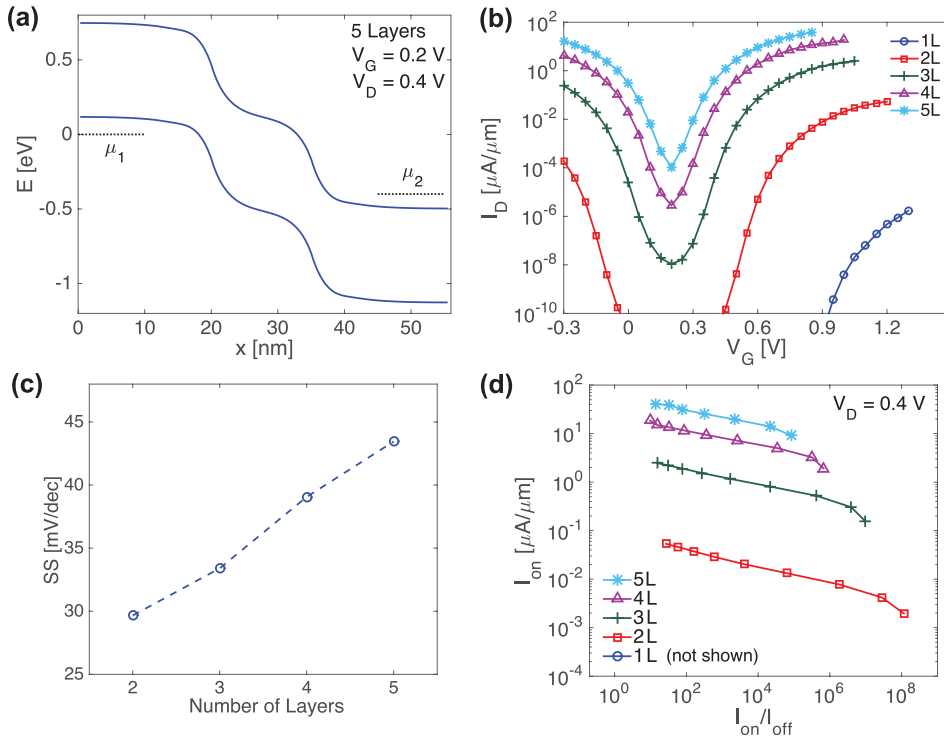 (a)
5 Layers
V_G = 0.2 V
V_D = 0.4 V
μ_1
μ_2
E [eV]
0.5
0
-0.5
-1
0 10 20 30 40 50
x [nm]
(b)
1L
2L
3L
4L
5L
I_D [μA/μm]
10^2
10^0
10^-2
10^-4
10^-6
10^-8
10^-10
-0.3 0 0.3 0.6 0.9 1.2
V_G [V]
(c)
SS [mV/dec]
45
40
35
30
25
2 3 4 5
Number of Layers
(d)
V_D = 0.4 V
I_on [μA/μm]
10^2
10^1
10^0
10^-1
10^-2
10^-3
10^-4
5L
4L
3L
2L
1L (not shown)
10^0 10^2 10^4 10^6 10^8
I_on/I_off